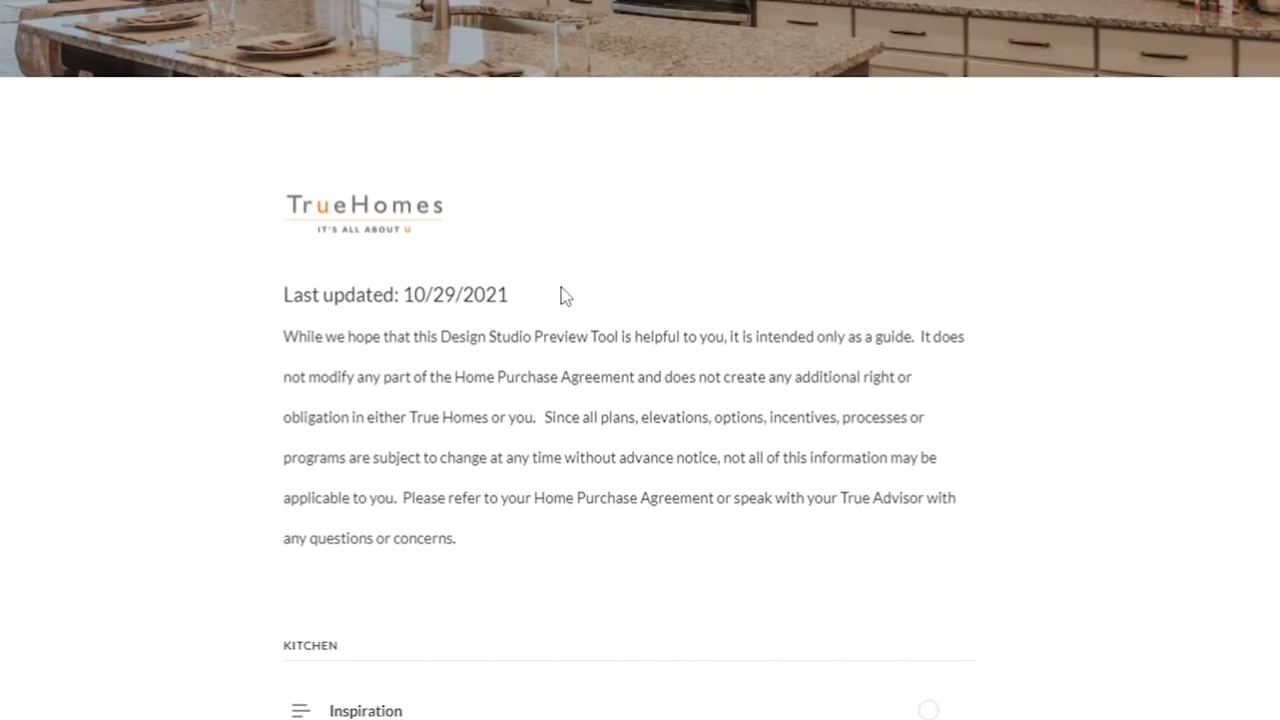 TrueHomes
IT'S ALL ABOUT U
Last updated: 10/29/2021
While we hope that this Design Studio Preview Tool is helpful to you, it is intended only as a guide.  It does
not modify any part of the Home Purchase Agreement and does not create any additional right or
obligation in either True Homes or you.   Since all plans, elevations, options, incentives, processes or
programs are subject to change at any time without advance notice, not all of this information may be
applicable to you.  Please refer to your Home Purchase Agreement or speak with your True Advisor with
any questions or concerns.
KITCHEN
Inspiration